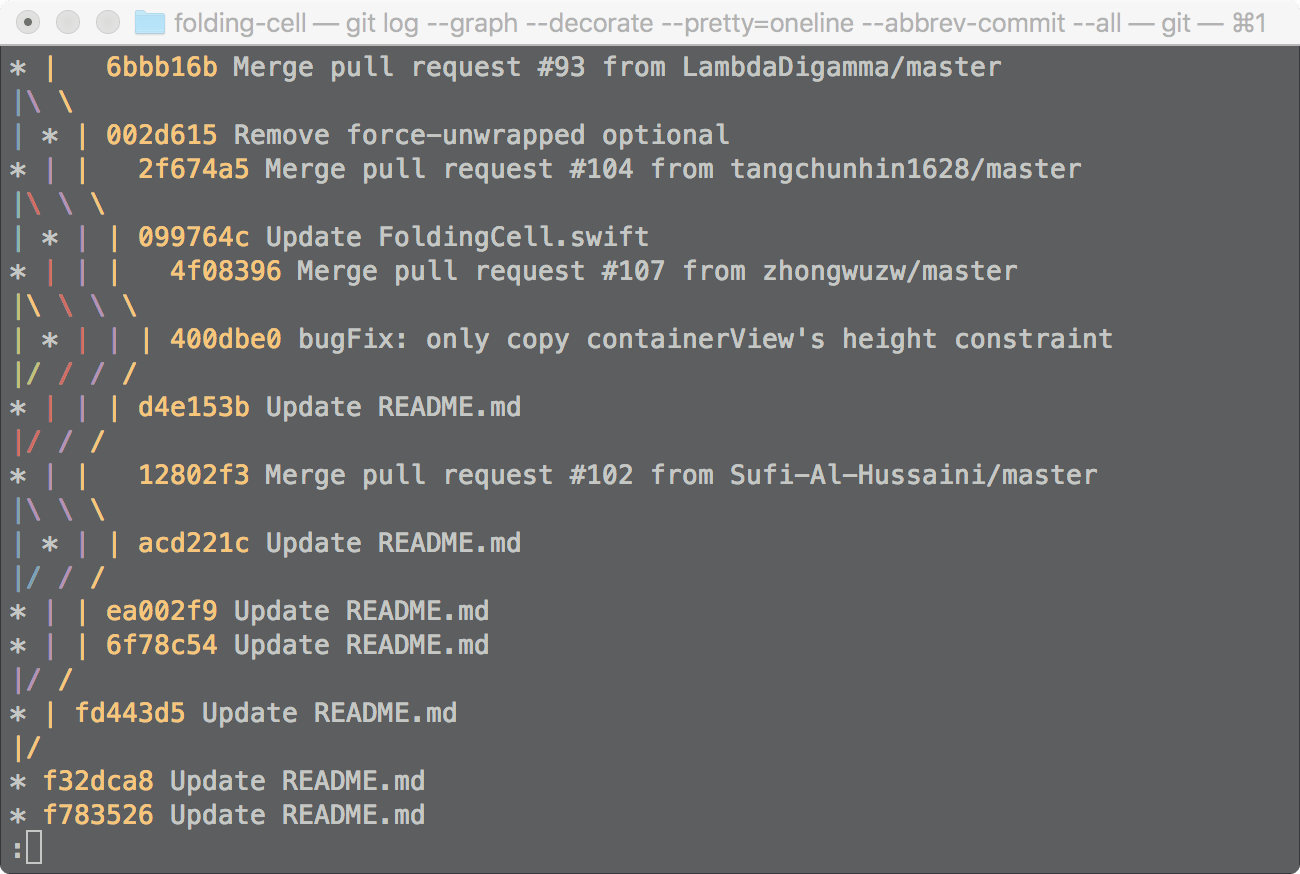 folding-cell — git log --graph --decorate --pretty=oneline --abbrev-commit --all — git — ⌘1
* |   6bbb16b Merge pull request #93 from LambdaDigamma/master
|\ \
| * | 002d615 Remove force-unwrapped optional
* | |   2f674a5 Merge pull request #104 from tangchunhin1628/master
|\ \ \
| * | | 099764c Update FoldingCell.swift
* | | |   4f08396 Merge pull request #107 from zhongwuzw/master
|\ \ \ \
| * | | | 400dbe0 bugFix: only copy containerView's height constraint
|/ / / /
* | | | d4e153b Update README.md
|/ / /
* | |   12802f3 Merge pull request #102 from Sufi-Al-Hussaini/master
|\ \ \
| * | | acd221c Update README.md
|/ / /
* | | ea002f9 Update README.md
* | | 6f78c54 Update README.md
|/ /
* | fd443d5 Update README.md
|/
* f32dca8 Update README.md
* f783526 Update README.md
: